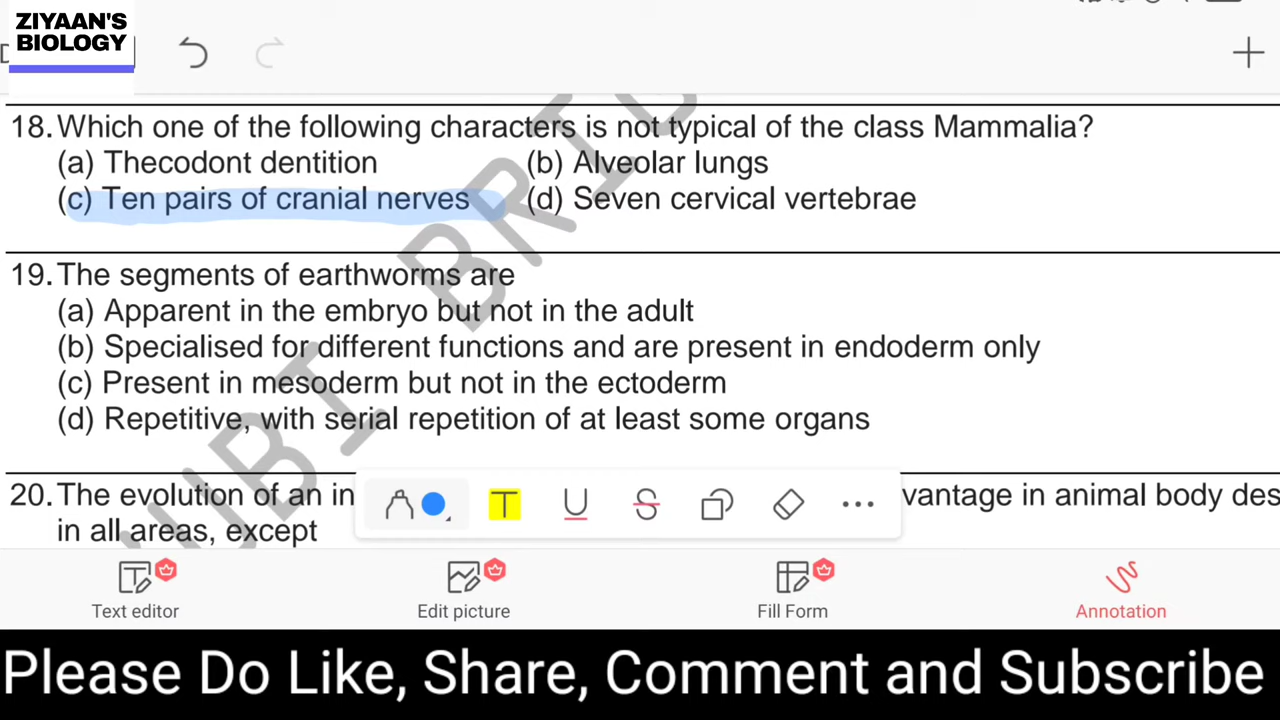 ZIYAAN'S
BIOLOGY
18. Which one of the following characters is not typical of the class Mammalia?
(a) Thecodont dentition (b) Alveolar lungs
(c) Ten pairs of cranial nerves (d) Seven cervical vertebrae
19. The segments of earthworms are
(a) Apparent in the embryo but not in the adult
(b) Specialised for different functions and are present in endoderm only
(c) Present in mesoderm but not in the ectoderm
(d) Repetitive, with serial repetition of at least some organs
20. The evolution of an in vantage in animal body des
in all areas, except
T U S
Text editor Edit picture Fill Form Annotation
Please Do Like, Share, Comment and Subscribe